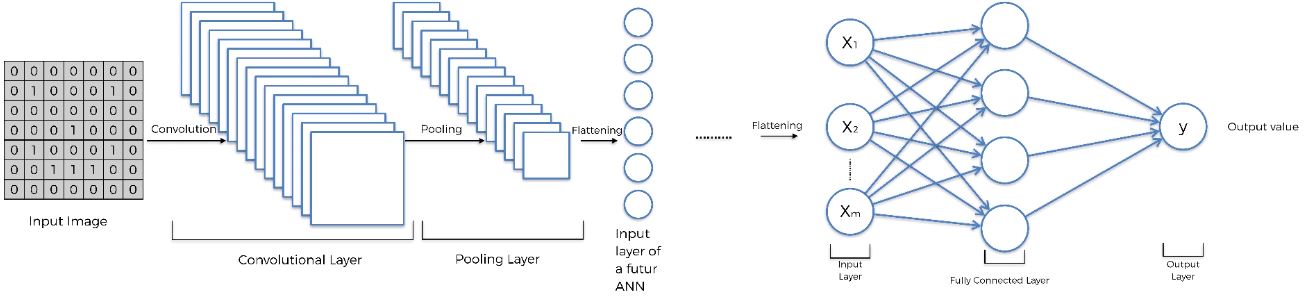 0 0 0 0 0 0 0
0 1 0 0 0 1 0
0 0 0 0 0 0 0
0 0 0 1 0 0 0
0 1 0 0 0 1 0
0 0 1 1 1 0 0
0 0 0 0 0 0 0
Input Image
Convolution
Convolutional Layer
Pooling
Pooling Layer
Flattening
Input
layer of
a futur
ANN
..........
Flattening
X1
X2
Xm
Input
Layer
Fully Connected Layer
y
Output
Layer
Output value